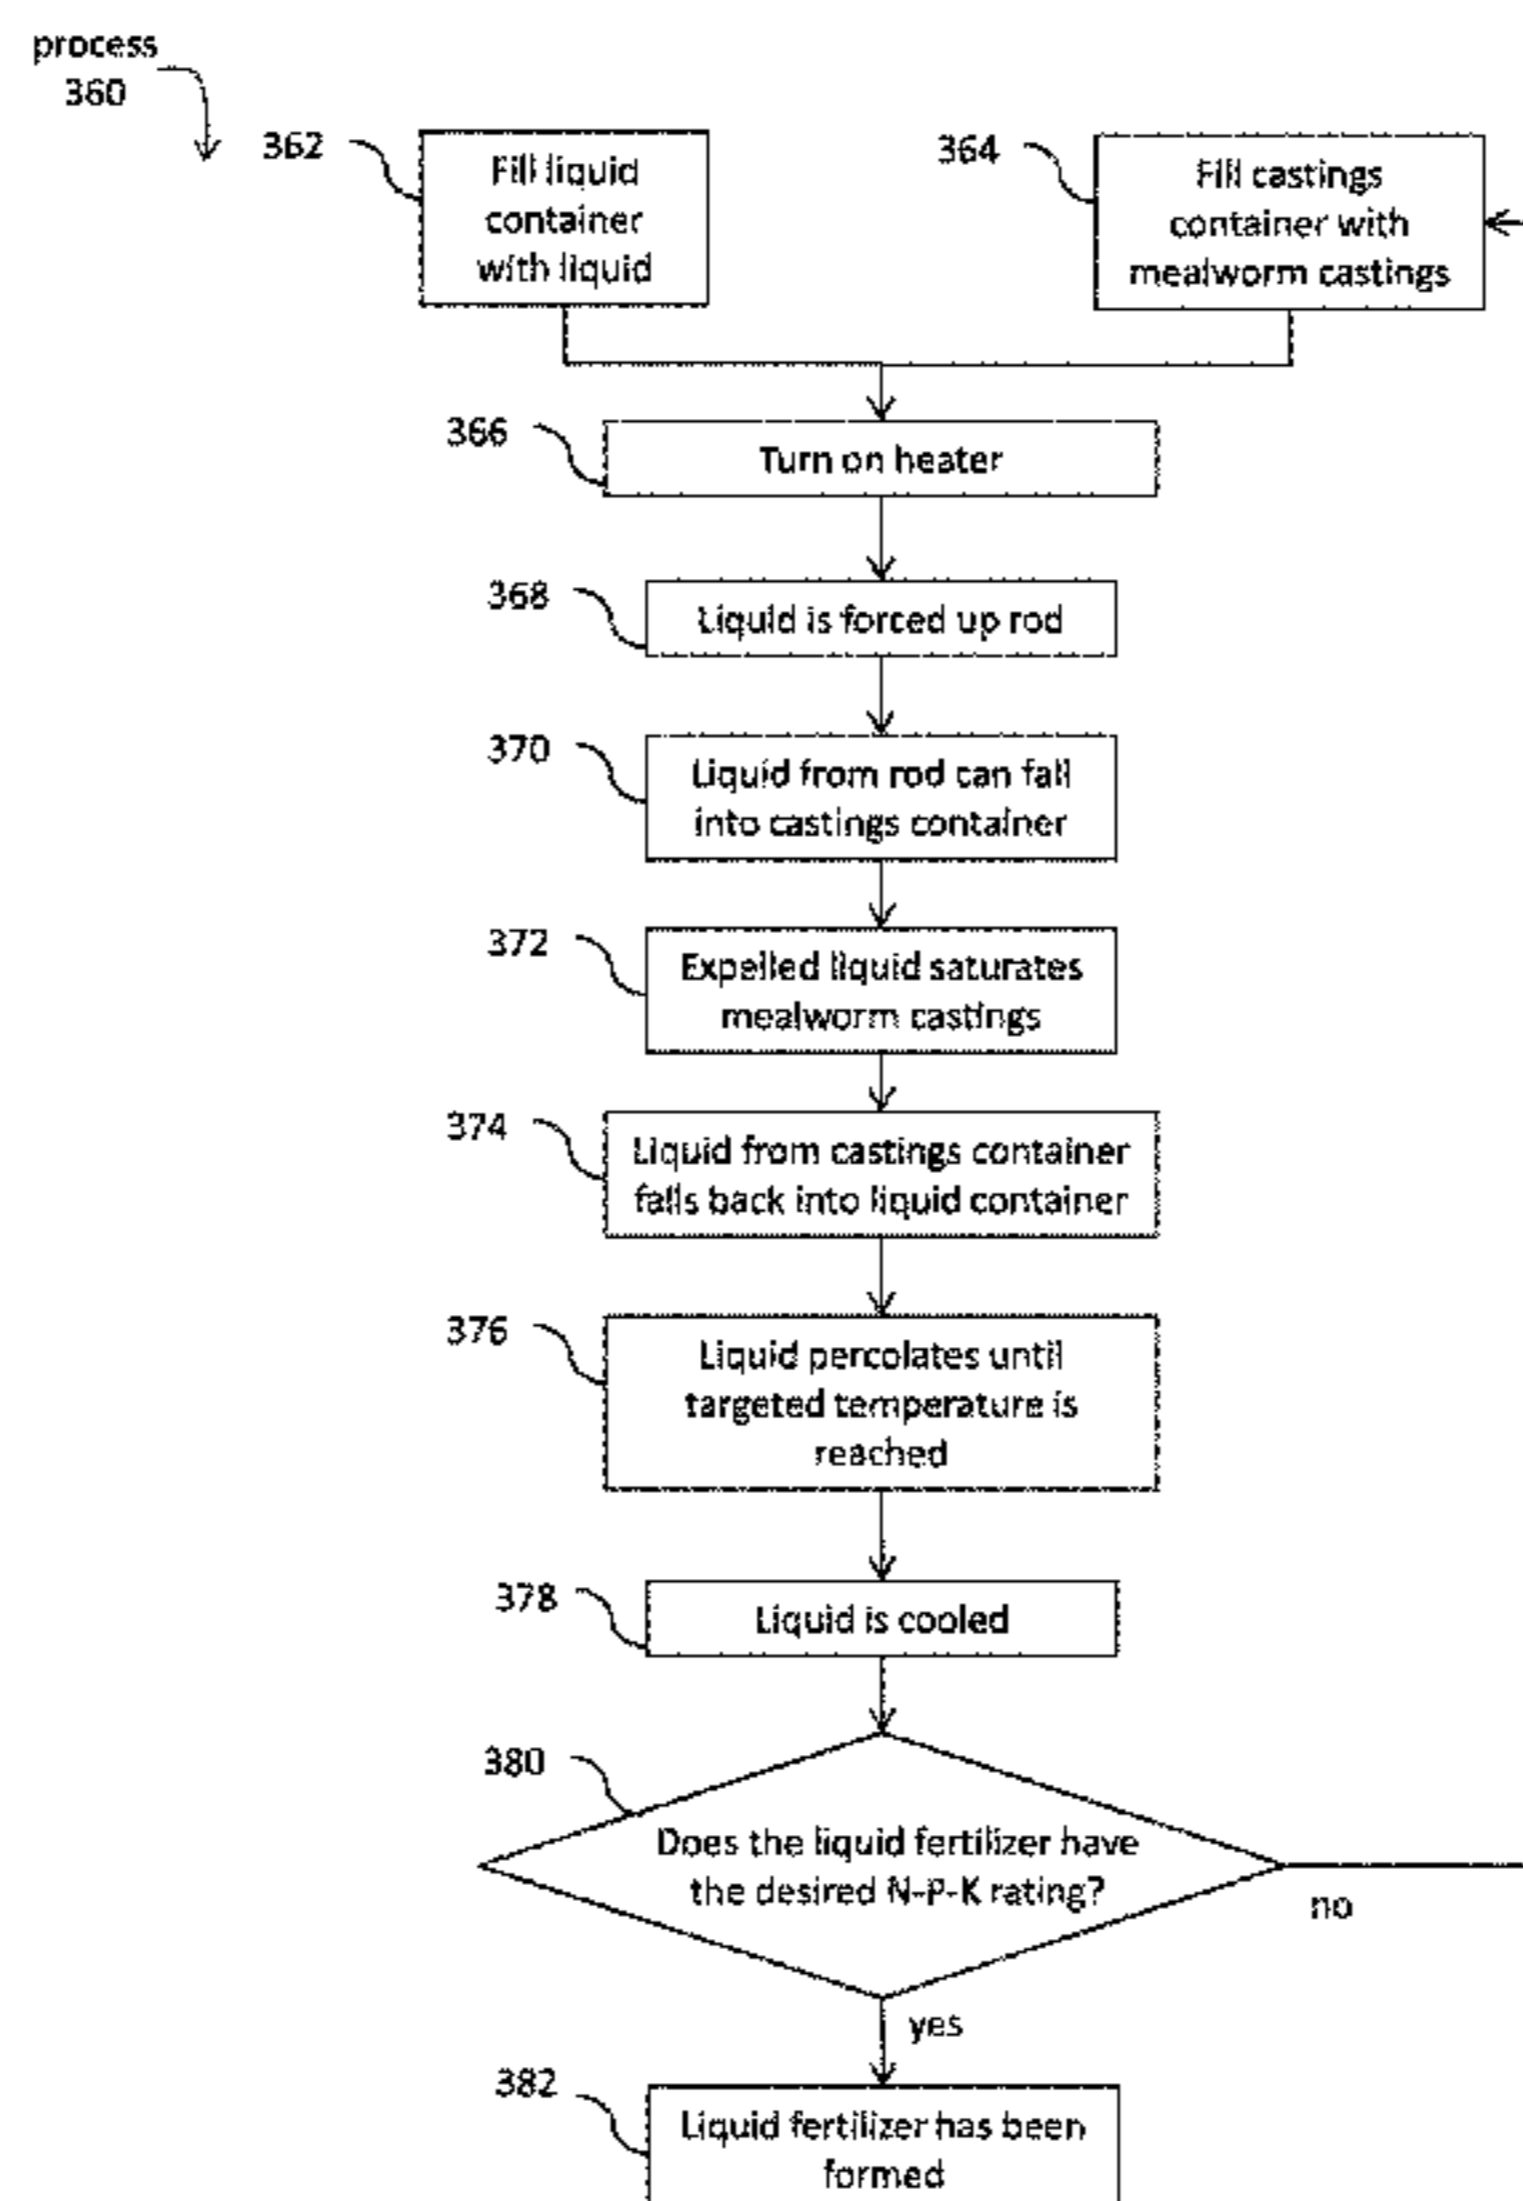 process
360
362
Fill liquid
container
with liquid
364
Fill castings
container with
mealworm castings
366
Turn on heater
368
Liquid is forced up rod
370
Liquid from rod can fall
into castings container
372
Expelled liquid saturates
mealworm castings
374
Liquid from castings container
falls back into liquid container
376
Liquid percolates until
targeted temperature is
reached
378
Liquid is cooled
380
Does the liquid fertilizer have
the desired N-P-K rating?
no
yes
382
Liquid fertilizer has been
formed